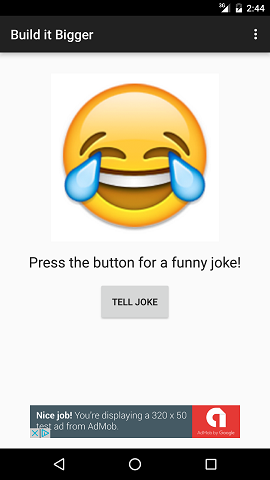 3G 2:44
Build it Bigger
Press the button for a funny joke!
TELL JOKE
Nice job! You're displaying a 320 x 50
test ad from AdMob.
AdMob by Google